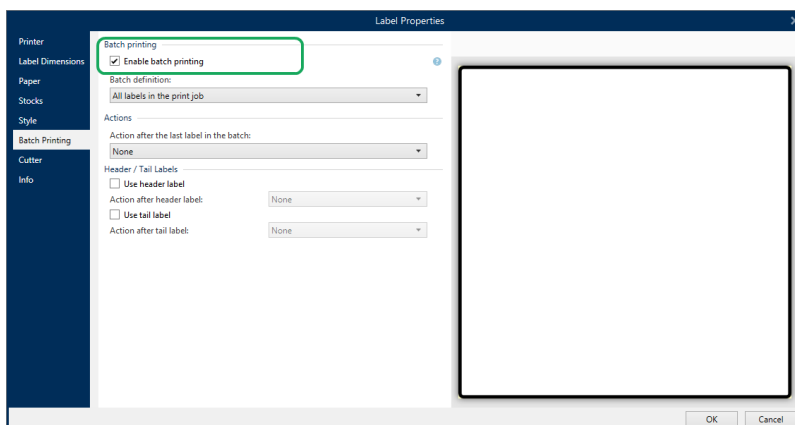 Label Properties
Printer
Label Dimensions
Paper
Stocks
Style
Batch Printing
Cutter
Info
Batch printing
Enable batch printing
?
Batch definition:
All labels in the print job
Actions
Action after the last label in the batch:
None
Header / Tail Labels
Use header label
Action after header label: None
Use tail label
Action after tail label: None
OK Cancel